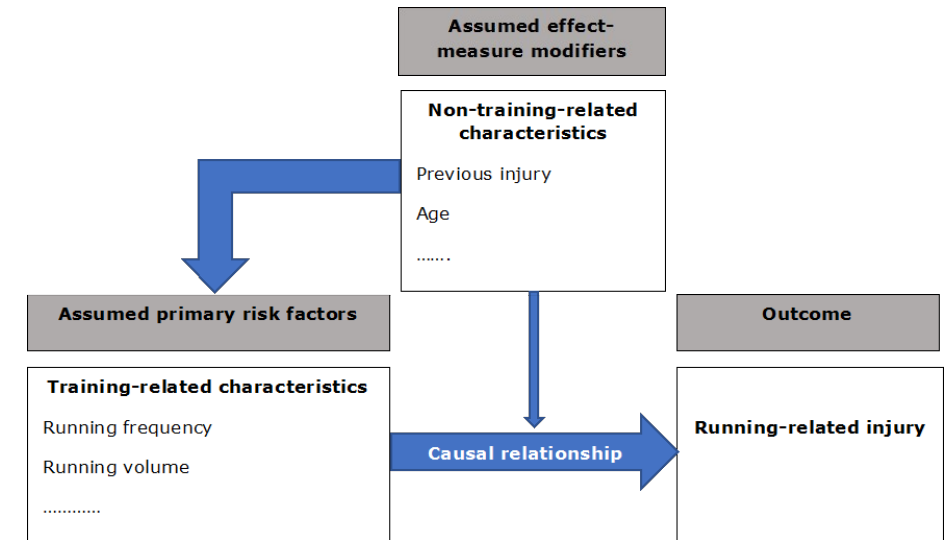 Assumed effect-
measure modifiers
Non-training-related
characteristics
Previous injury
Age
.......
Assumed primary risk factors
Outcome
Training-related characteristics
Running frequency
Running volume
............
Causal relationship
Running-related injury